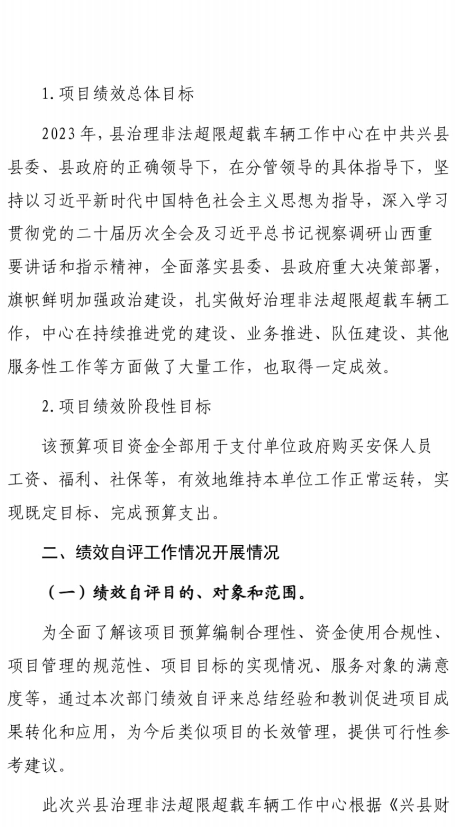 1.项目绩效总体目标
2023 年,县治理非法超限超载车辆工作中心在中共兴县
县委、县政府的正确领导下，在分管领导的具体指导下，坚
持以习近平新时代中国特色社会主义思想为指导，深入学习
贯彻党的二十届历次全会及习近平总书记视察调研山西重
要讲话和指示精神，全面落实县委、县政府重大决策部署，
旗帜鲜明加强政治建设，扎实做好治理非法超限超载车辆工
作，中心在持续推进党的建设、业务推进、队伍建设、其他
服务性工作等方面做了大量工作，也取得一定成效。
2.项目绩效阶段性目标
该预算项目资金全部用于支付单位政府购买安保人员
工资、福利、社保等，有效地维持本单位工作正常运转，实
现既定目标、完成预算支出。
二、绩效自评工作情况开展情况
（一）绩效自评目的、对象和范围。
为全面了解该项目预算编制合理性、资金使用合规性、
项目管理的规范性、项目目标的实现情况、服务对象的满意
度等，通过本次部门绩效自评来总结经验和教训促进项目成
果转化和应用，为今后类似项目的长效管理，提供可行性参
考建议。
此次兴县治理非法超限超载车辆工作中心根据《兴县财